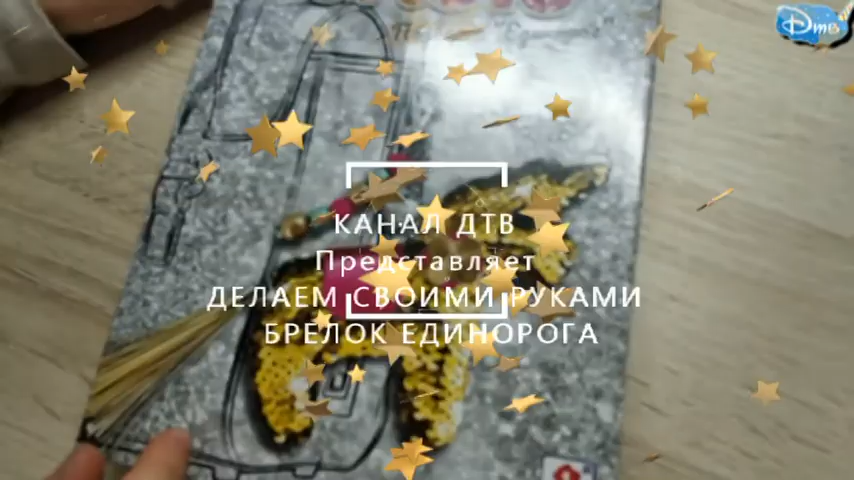 Dтв
КАНАЛ ДТВ
Представляет
ДЕЛАЕМ СВОИМИ РУКАМИ
БРЕЛОК ЕДИНОРОГА